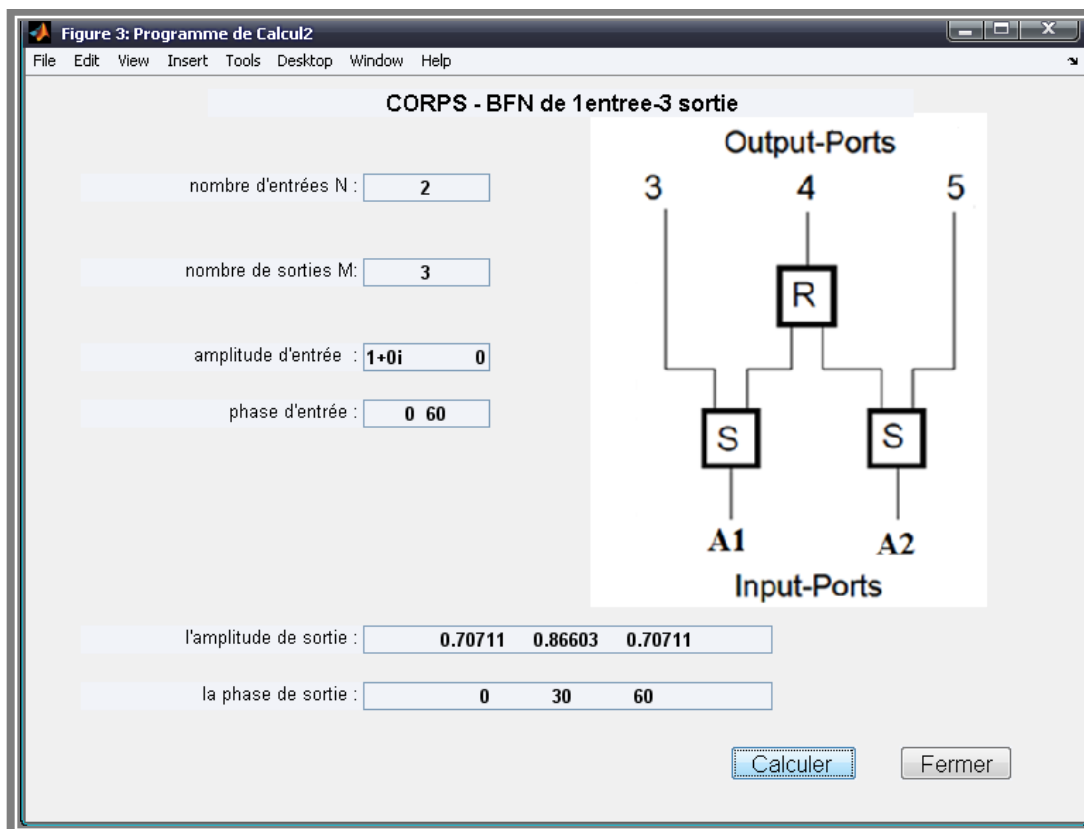 Figure 3: Programme de Calcul2
File Edit View Insert Tools Desktop Window Help
CORPS - BFN de 1entree-3 sortie
nombre d'entrées N : 2
nombre de sorties M: 3
amplitude d'entrée : 1+0i 0
phase d'entrée : 0 60
Output-Ports
3 4 5
R
S S
A1 A2
Input-Ports
l'amplitude de sortie : 0.70711 0.86603 0.70711
la phase de sortie : 0 30 60
Calculer Fermer